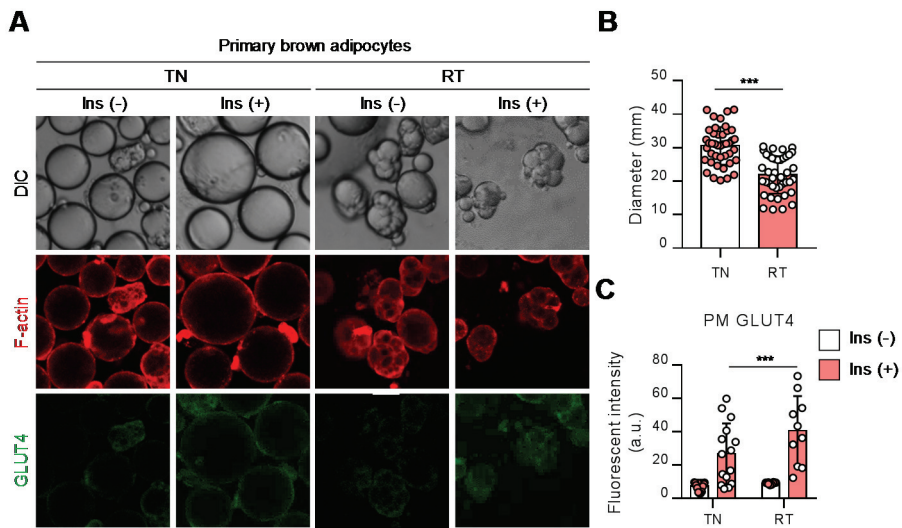 A
Primary brown adipocytes
TN
RT
Ins (-)
Ins (+)
Ins (-)
Ins (+)
DIC
F-actin
GLUT4
B
***
Diameter (mm)
50
40
30
20
10
0
TN
RT
C
PM GLUT4
Ins (-)
Ins (+)
***
Fluorescent intensity
(a.u.)
80
60
40
20
0
TN
RT